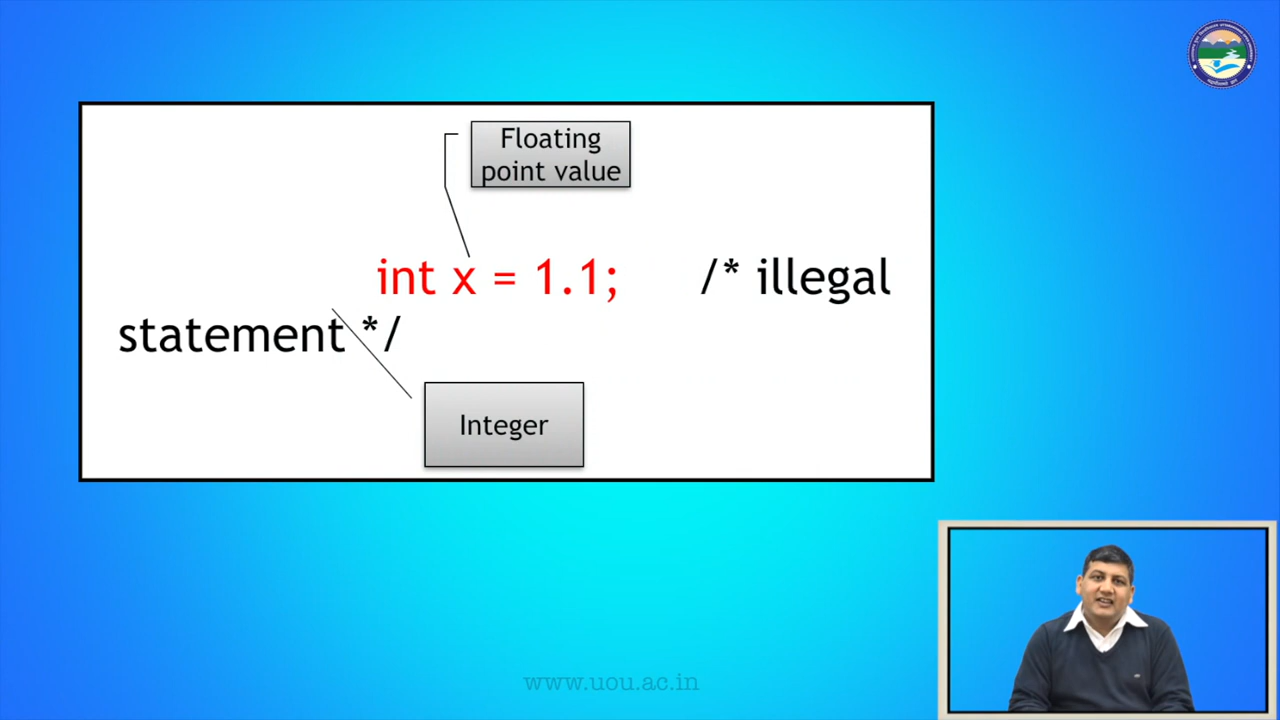 Floating
point value
int x = 1.1; /* illegal
statement */
Integer
www.uou.ac.in